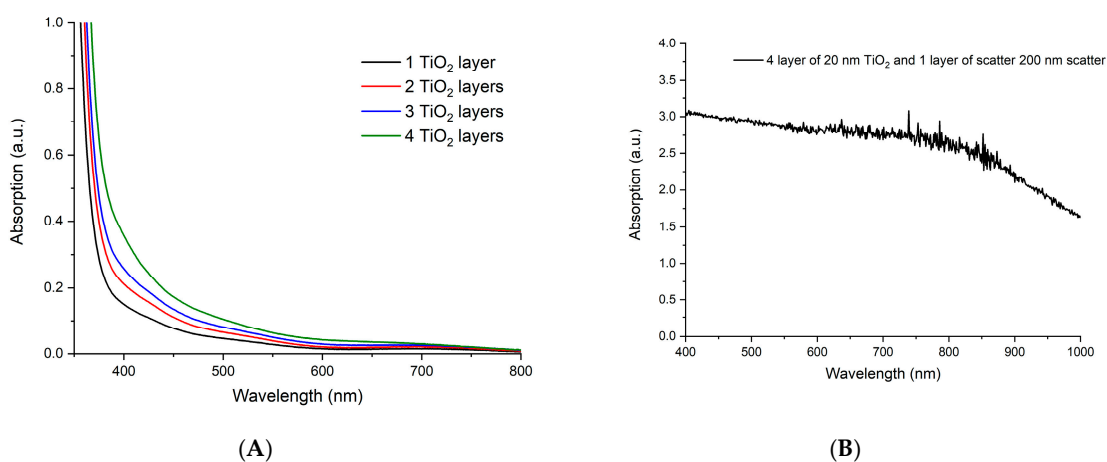 1.0
0.8
0.6
0.4
0.2
0.0
Absorption (a.u.)
1 TiO₂ layer
2 TiO₂ layers
3 TiO₂ layers
4 TiO₂ layers
400
500
600
700
800
Wavelength (nm)
(A)
4.0
3.5
3.0
2.5
2.0
1.5
1.0
0.5
0.0
Absorption (a.u.)
4 layer of 20 nm TiO₂ and 1 layer of scatter 200 nm scatter
400
500
600
700
800
900
1000
Wavelength (nm)
(B)